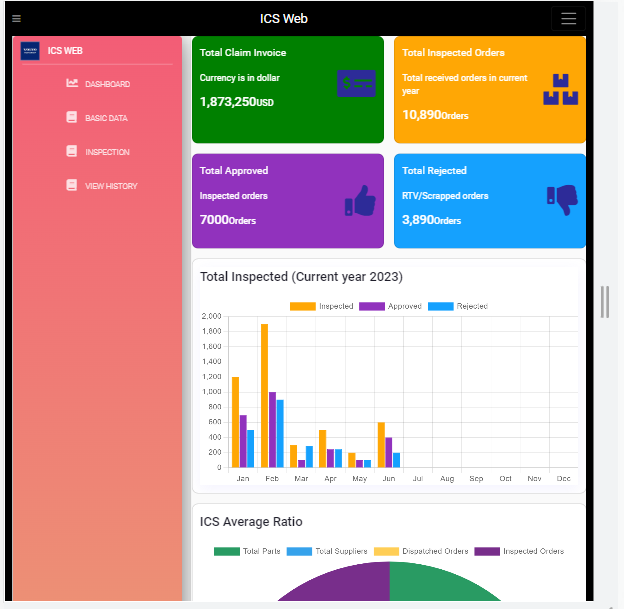 ICS Web
ICS WEB
DASHBOARD
BASIC DATA
INSPECTION
VIEW HISTORY
Total Claim Invoice
Currency is in dollar
1,873,250USD
Total Inspected Orders
Total received orders in current
year
10,890Orders
Total Approved
Inspected orders
7000Orders
Total Rejected
RTV/Scrapped orders
3,890Orders
Total Inspected (Current year 2023)
Inspected Approved Rejected
2,000
1,800
1,600
1,400
1,200
1,000
800
600
400
200
0
Jan Feb Mar Apr May Jun Jul Aug Sep Oct Nov Dec
ICS Average Ratio
Total Parts Total Suppliers Dispatched Orders Inspected Orders